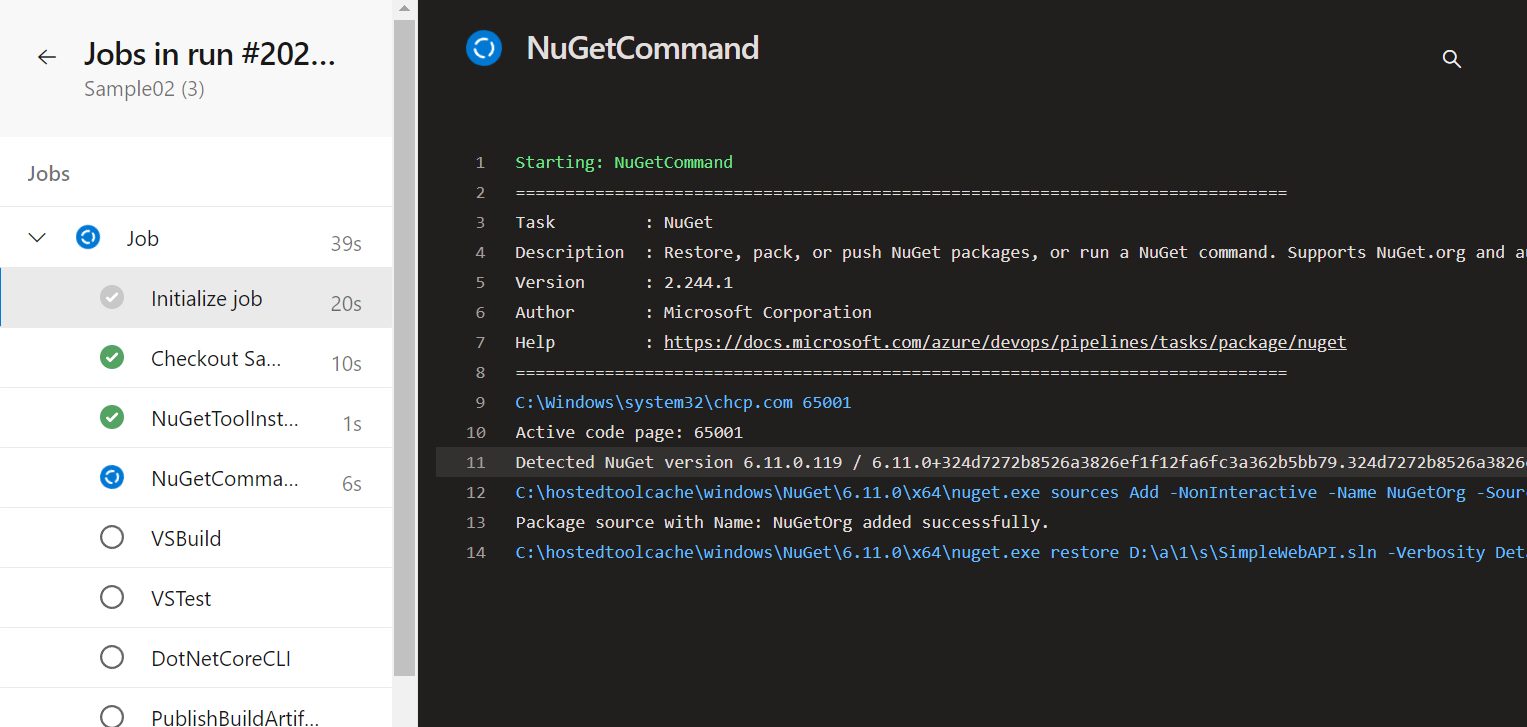 Jobs in run #202...
Sample02 (3)
Jobs
Job 39s
Initialize job 20s
Checkout Sa... 10s
NuGetToolInst... 1s
NuGetComma... 6s
VSBuild
VSTest
DotNetCoreCLI
PublishBuildArtif...
NuGetCommand
1 Starting: NuGetCommand
2 ==============================================================================
3 Task : NuGet
4 Description : Restore, pack, or push NuGet packages, or run a NuGet command. Supports NuGet.org and
5 Version : 2.244.1
6 Author : Microsoft Corporation
7 Help : https://docs.microsoft.com/azure/devops/pipelines/tasks/package/nuget
8 ==============================================================================
9 C:\Windows\system32\chcp.com 65001
10 Active code page: 65001
11 Detected NuGet version 6.11.0.119 / 6.11.0+324d7272b8526a3826ef1f12fa6fc3a362b5bb79.324d7272b8526a3826
12 C:\hostedtoolcache\windows\NuGet\6.11.0\x64\nuget.exe sources Add -NonInteractive -Name NuGetOrg -Sour
13 Package source with Name: NuGetOrg added successfully.
14 C:\hostedtoolcache\windows\NuGet\6.11.0\x64\nuget.exe restore D:\a\1\s\SimpleWebAPI.sln -Verbosity Det